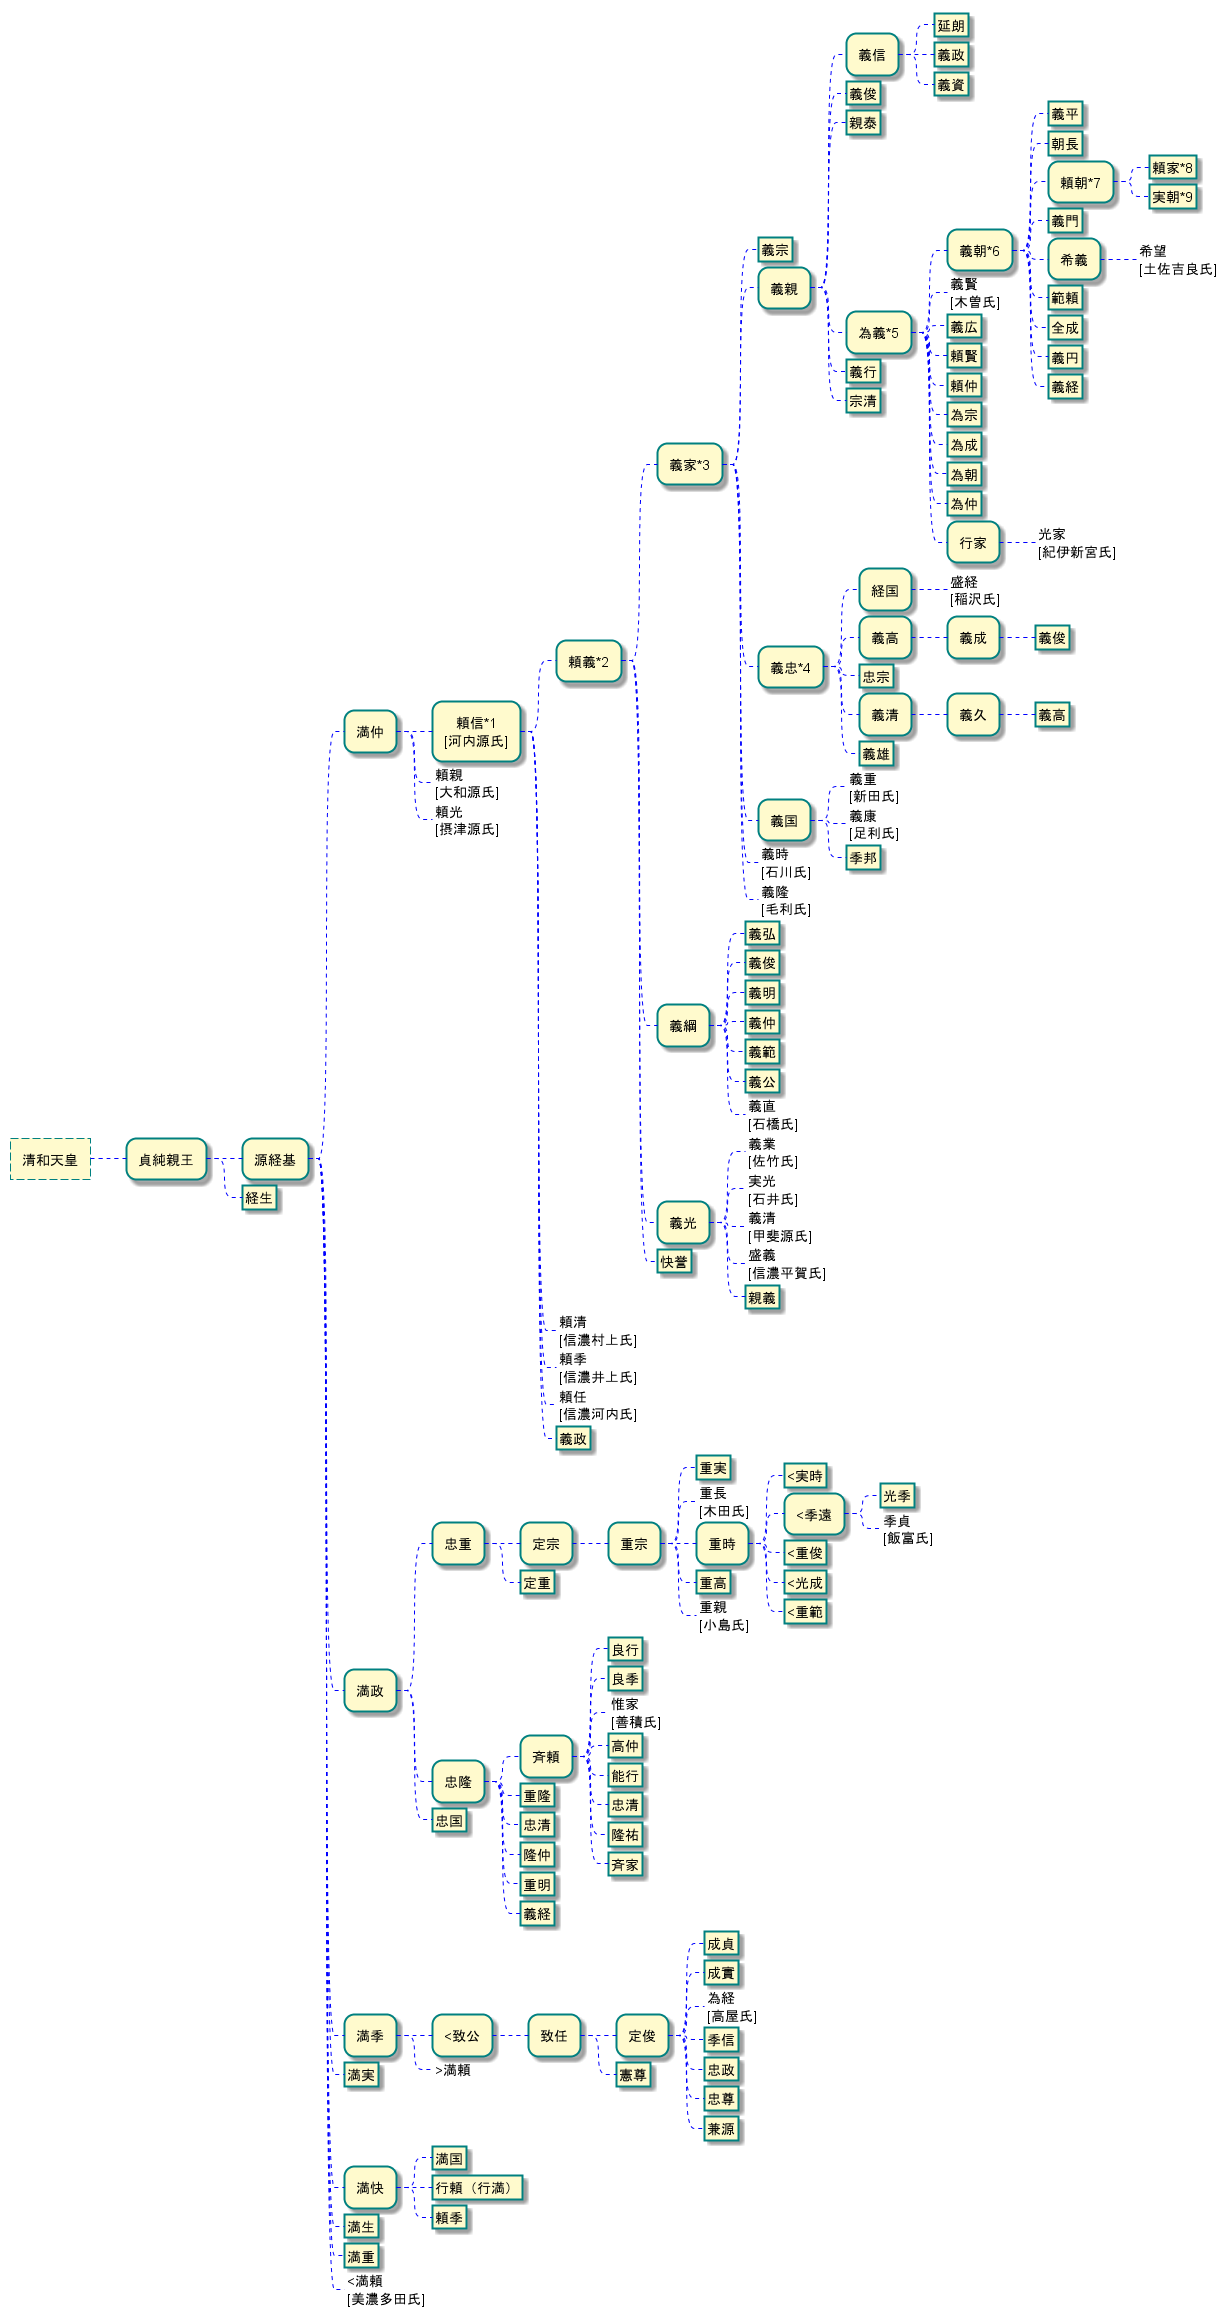 清和天皇
貞純親王
源経基
満仲
頼信*1
[河内源氏]
頼義*2
義家*3
義宗
義親
義信
延朗
義政
義資
義俊
親泰
為義*5
義朝*6
義平
朝長
頼朝*7
頼家*8
実朝*9
義門
希義
希望
[土佐吉良氏]
範頼
全成
義円
義経
義賢
[木曽氏]
義広
頼賢
頼仲
為宗
為成
為朝
為仲
行家
光家
[紀伊新宮氏]
義行
宗清
義忠*4
経国
盛経
[稲沢氏]
義高
義成
義俊
忠宗
義清
義久
義高
義雄
義国
義重
[新田氏]
義康
[足利氏]
季邦
義時
[石川氏]
義隆
[毛利氏]
義綱
義弘
義俊
義明
義仲
義範
義公
義直
[石橋氏]
義光
義業
[佐竹氏]
実光
[石井氏]
義清
[甲斐源氏]
盛義
[信濃平賀氏]
親義
快誉
頼清
[信濃村上氏]
頼季
[信濃井上氏]
頼任
[信濃河内氏]
義政
頼親
[大和源氏]
頼光
[摂津源氏]
満政
忠重
定宗
重宗
重実
重長
[木田氏]
重時
<実時
<季遠
光季
季貞
[飯富氏]
<重俊
<光成
<重範
重高
重親
[小島氏]
定重
忠隆
斉頼
良行
良季
惟家
[善積氏]
高仲
能行
忠清
隆祐
斉家
重隆
忠清
隆仲
重明
義経
忠国
満季
<致公
致任
定俊
成貞
成實
為経
[高屋氏]
季信
忠政
忠尊
兼源
憲尊
>満頼
満実
満快
満国
行頼（行満）
頼季
満生
満重
<満頼
[美濃多田氏]
経生